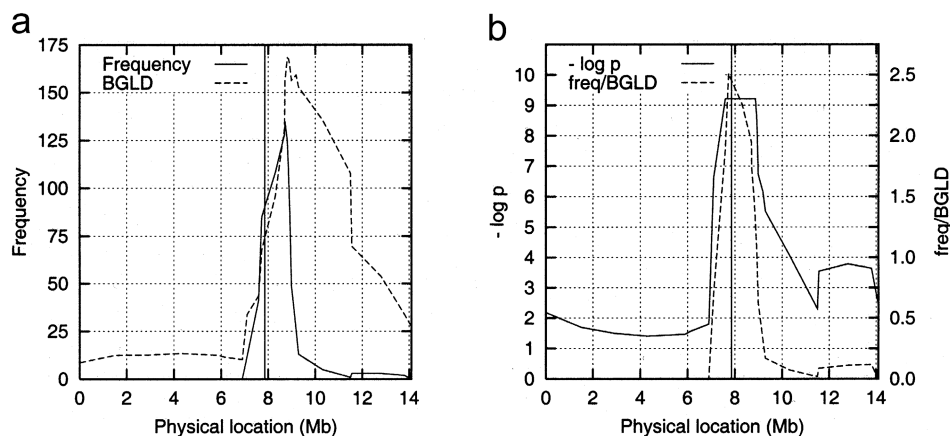 a
175
150
125
100
75
50
25
0
Frequency
Frequency
BGLD
0 2 4 6 8 10 12 14
Physical location (Mb)
b
10
9
8
7
6
5
4
3
2
1
0
- log p
- log p
freq/BGLD
2.5
2.0
1.5
1.0
0.5
0.0
freq/BGLD
0 2 4 6 8 10 12 14
Physical location (Mb)